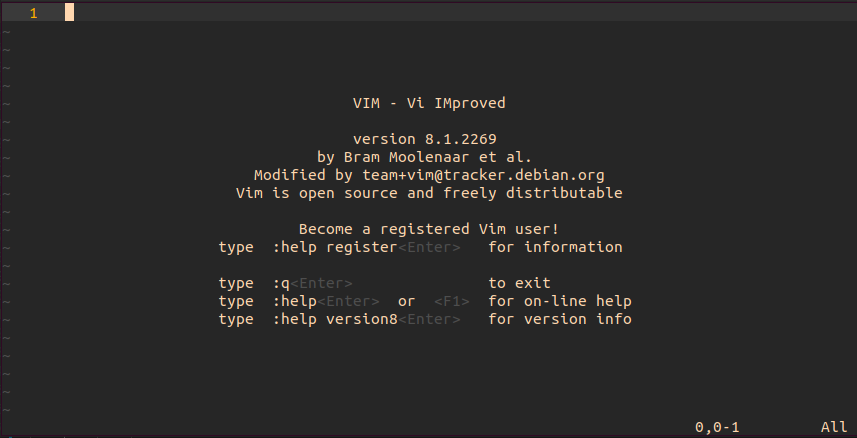 1
~
~
~
~
~ VIM - Vi IMproved
~
~ version 8.1.2269
~ by Bram Moolenaar et al.
~ Modified by team+vim@tracker.debian.org
~ Vim is open source and freely distributable
~
~ Become a registered Vim user!
~ type :help register<Enter> for information
~
~ type :q<Enter> to exit
~ type :help<Enter> or <F1> for on-line help
~ type :help version8<Enter> for version info
~
~
~
~
~
0,0-1 All